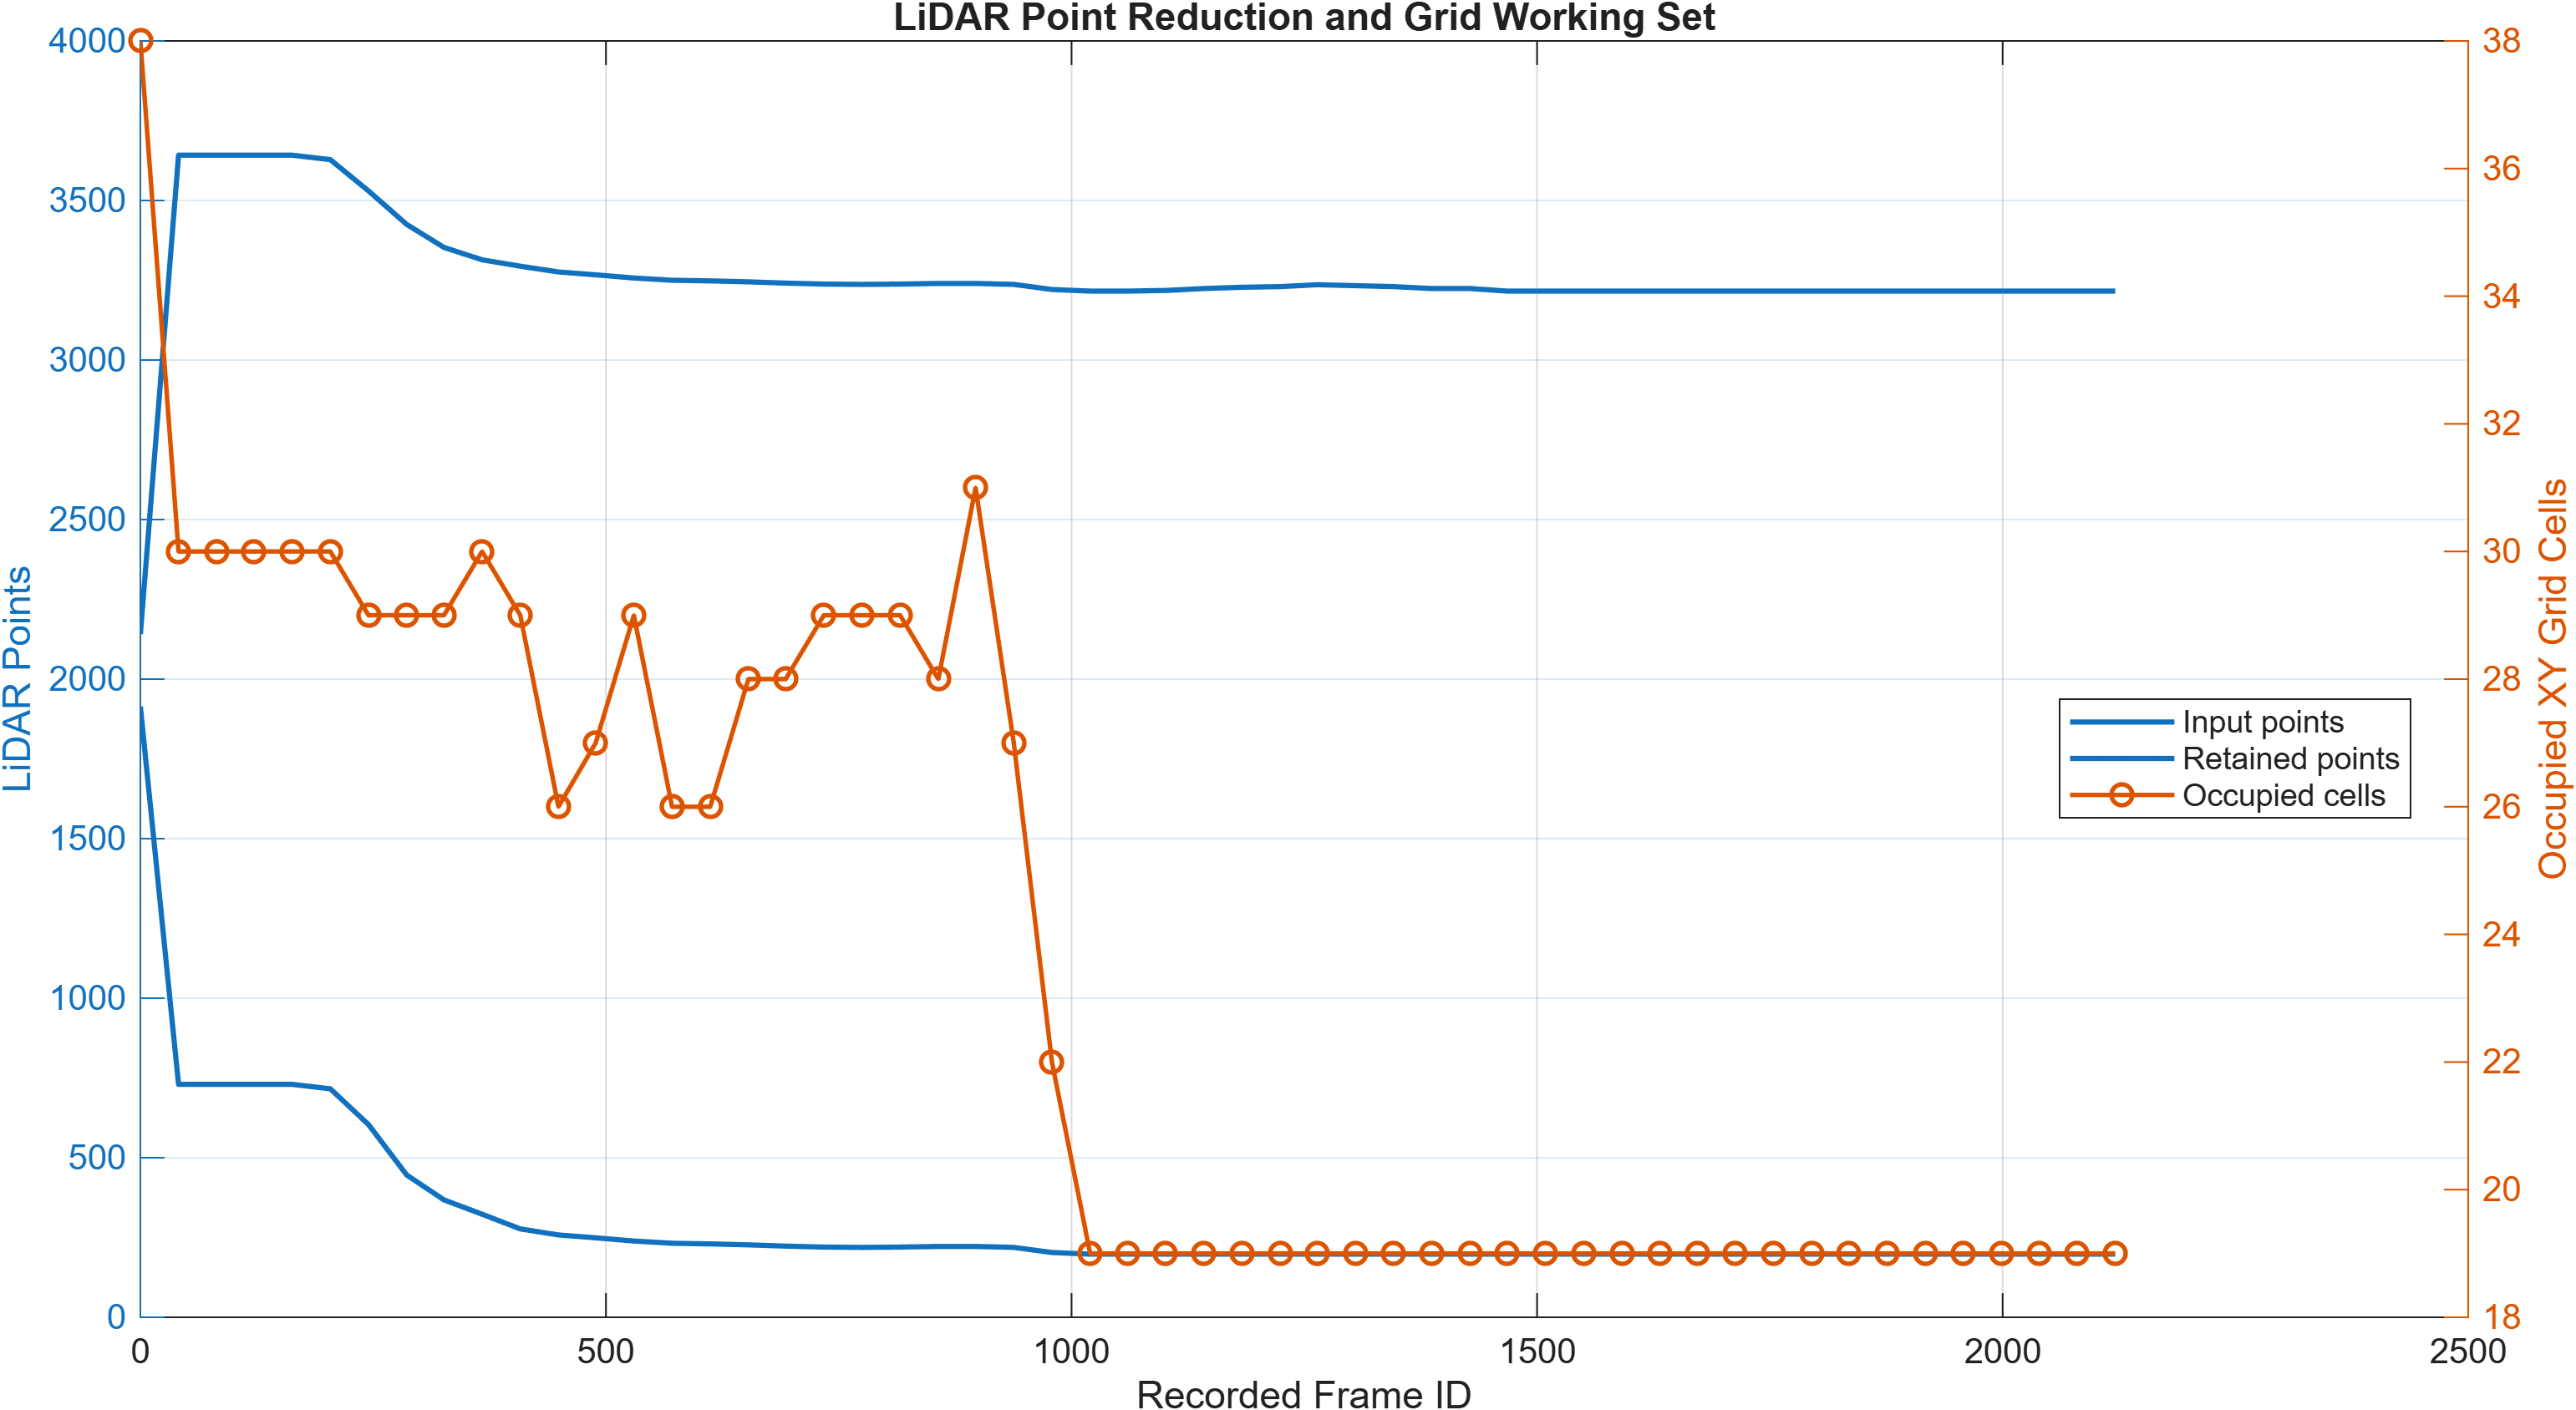 LiDAR Point Reduction and Grid Working Set
4000
3500
3000
2500
2000
1500
1000
500
0
LiDAR Points
38
36
34
32
30
28
26
24
22
20
18
Occupied XY Grid Cells
Input points
Retained points
Occupied cells
0 500 1000 1500 2000 2500
Recorded Frame ID